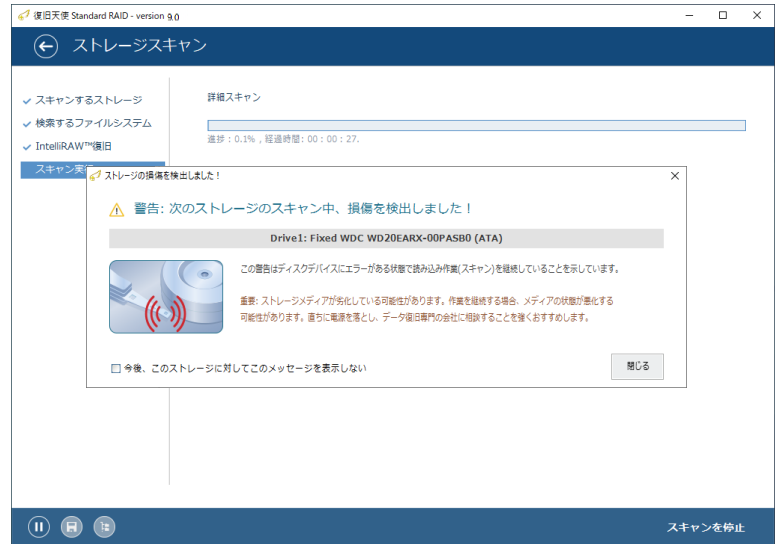 復旧天使 Standard RAID - version 9.0
ストレージスキャン
スキャンするストレージ
検索するファイルシステム
IntelliRAW™復旧
スキャン実行
詳細スキャン
進捗 : 0.1% , 経過時間: 00 : 00 : 27.
ストレージの損傷を検出しました！
警告: 次のストレージのスキャン中、損傷を検出しました！
Drive1: Fixed WDC WD20EARX-00PASB0 (ATA)
この警告はディスクデバイスにエラーがある状態で読み込み作業(スキャン)を継続していることを示しています。
重要: ストレージメディアが劣化している可能性があります。作業を継続する場合、メディアの状態が悪化する
可能性があります。直ちに電源を落とし、データ復旧専門の会社に相談することを強くおすすめします。
今後、このストレージに対してこのメッセージを表示しない
閉じる
スキャンを停止